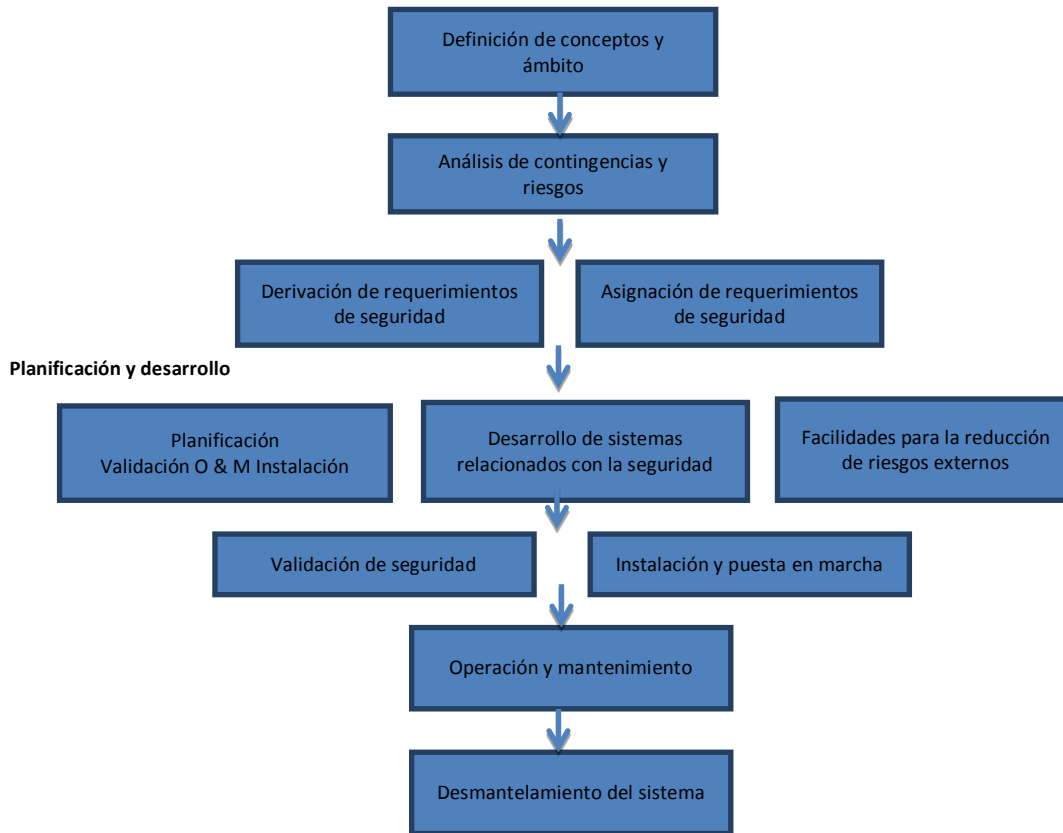 Definición de conceptos y
ámbito
Análisis de contingencias y
riesgos
Derivación de requerimientos
de seguridad
Asignación de requerimientos
de seguridad
Planificación y desarrollo
Planificación
Validación O & M Instalación
Desarrollo de sistemas
relacionados con la seguridad
Facilidades para la reducción
de riesgos externos
Validación de seguridad
Instalación y puesta en marcha
Operación y mantenimiento
Desmantelamiento del sistema